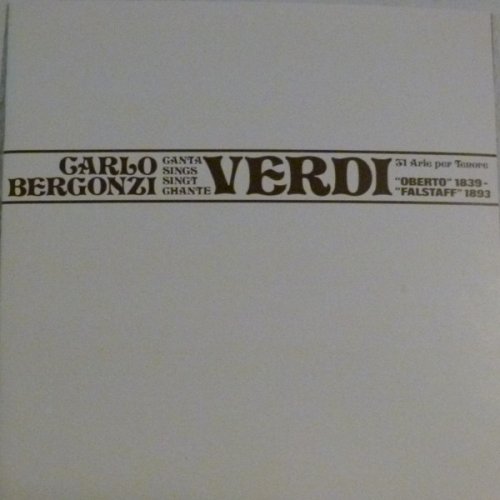 CARLO
BERGONZI
CANTA
SINGS
SINGT
CHANTE
VERDI
31 Arie per Tenore
"OBERTO" 1839-
"FALSTAFF" 1893